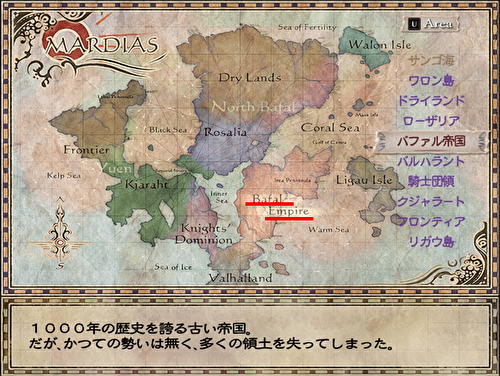 MARDIAS
Sea of Fertility
U Area
Walon Isle
サンゴ海
ワロン島
ドライランド
ローザリア
バファル帝国
バルハラント
騎士団領
クジャラート
フロンティア
リガウ島
Dry Lands
North Bafal
Coral Sea
Black Sea
Rosalia
Frontier
Kelp Sea
Kjaraht
Inner
Sea
Ligau Isle
Bafal
Empire
Knights'
Dominion
Warm Sea
Sea of Ice
Valhalland
N
S
１０００年の歴史を誇る古い帝国。
だが、かつての勢いは無く、多くの領土を失ってしまった。